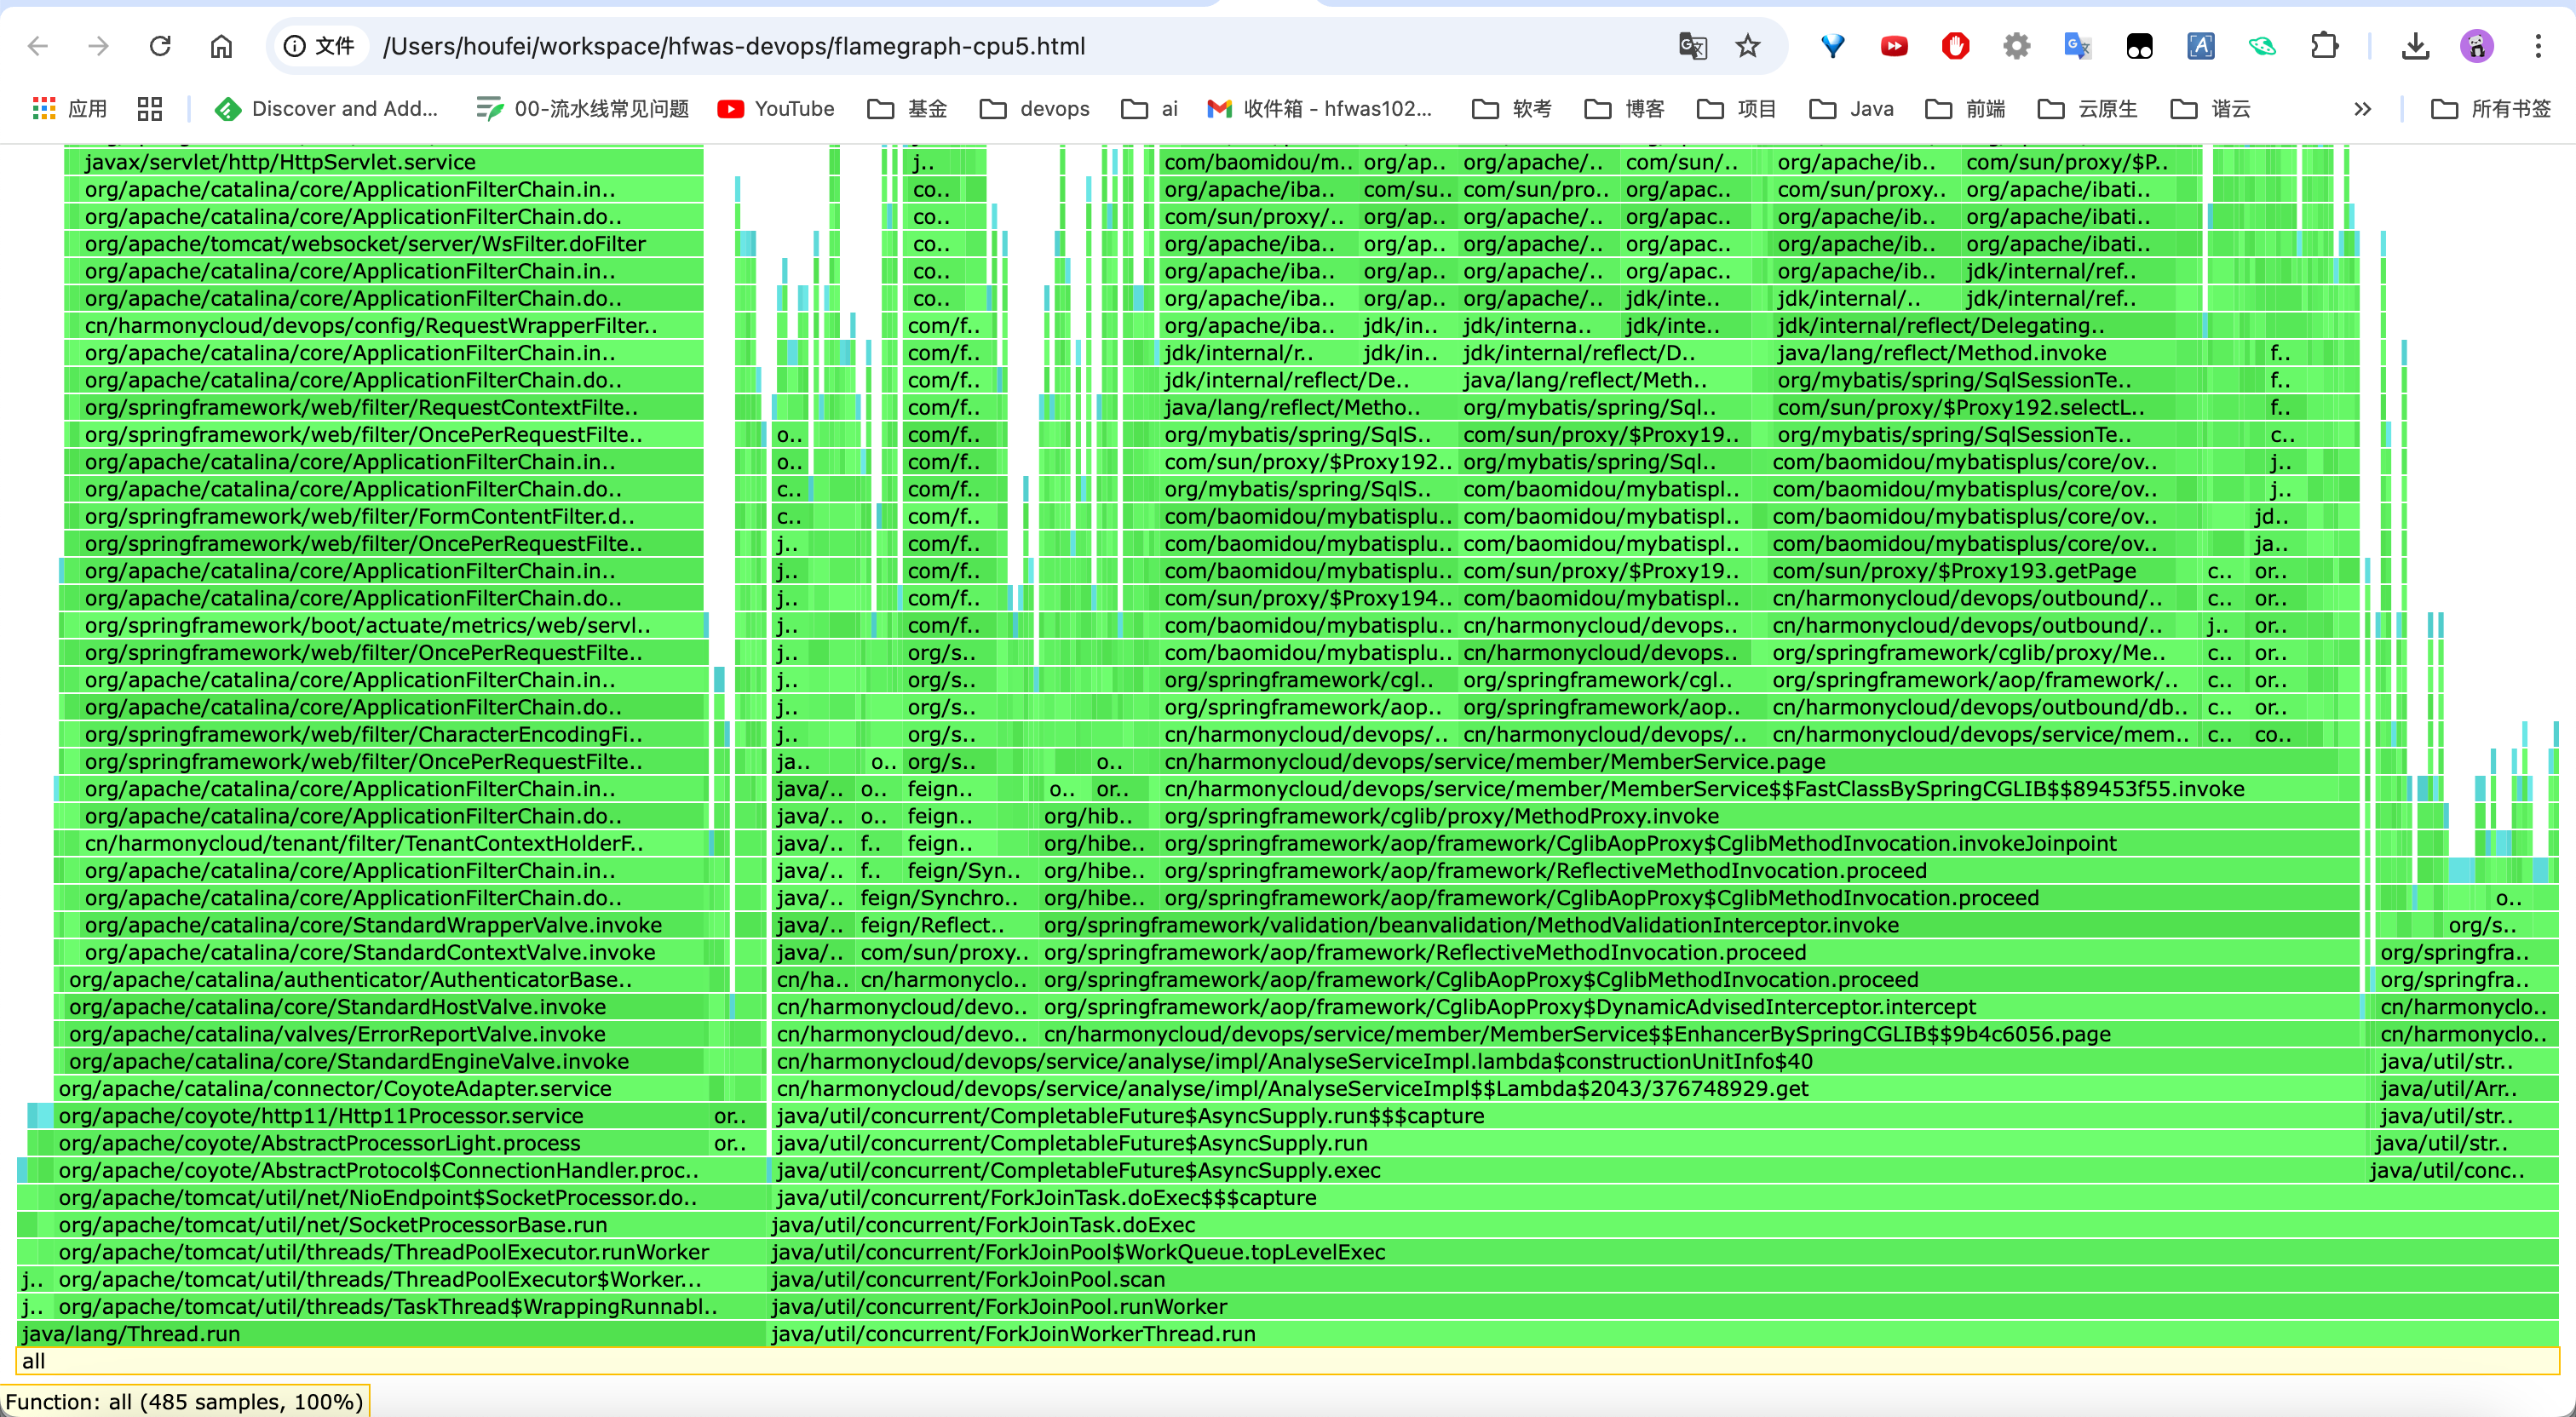 文件 /Users/houfei/workspace/hfwas-devops/flamegraph-cpu5.html
应用 Discover and Add... 00-流水线常见问题 YouTube 基金 devops ai 收件箱 - hfwas102... 软考 博客 项目 Java 前端 云原生 谐云 所有书签
javax/servlet/http/HttpServlet.service j.. com/baomidou/m.. org/ap.. org/apache/.. com/sun/.. org/apache/ib.. com/sun/proxy/$P..
org/apache/catalina/core/ApplicationFilterChain.in.. co.. org/apache/iba.. com/su.. com/sun/pro.. org/apac.. com/sun/proxy.. org/apache/ibati..
org/apache/catalina/core/ApplicationFilterChain.do.. co.. com/sun/proxy/.. org/ap.. org/apache/.. org/apac.. org/apache/ib.. org/apache/ibati..
org/apache/tomcat/websocket/server/WsFilter.doFilter co.. org/apache/iba.. org/ap.. org/apache/.. org/apac.. org/apache/ib.. org/apache/ibati..
org/apache/catalina/core/ApplicationFilterChain.in.. co.. org/apache/iba.. org/ap.. org/apache/.. org/apac.. org/apache/ib.. jdk/internal/ref..
org/apache/catalina/core/ApplicationFilterChain.do.. co.. org/apache/iba.. org/ap.. org/apache/.. jdk/inte.. jdk/internal/.. jdk/internal/ref..
cn/harmonycloud/devops/config/RequestWrapperFilter.. com/f.. org/apache/iba.. jdk/in.. jdk/interna.. jdk/inte.. jdk/internal/reflect/Delegating..
org/apache/catalina/core/ApplicationFilterChain.in.. com/f.. jdk/internal/r.. jdk/in.. jdk/internal/reflect/D.. java/lang/reflect/Method.invoke f..
org/apache/catalina/core/ApplicationFilterChain.do.. com/f.. jdk/internal/reflect/De.. java/lang/reflect/Meth.. org/mybatis/spring/SqlSessionTe.. f..
org/springframework/web/filter/RequestContextFilte.. com/f.. java/lang/reflect/Metho.. org/mybatis/spring/Sql.. com/sun/proxy/$Proxy192.selectL.. f..
org/springframework/web/filter/OncePerRequestFilte.. o.. com/f.. org/mybatis/spring/SqlS.. com/sun/proxy/$Proxy19.. org/mybatis/spring/SqlSessionTe.. c..
org/apache/catalina/core/ApplicationFilterChain.in.. o.. com/f.. com/sun/proxy/$Proxy192.. org/mybatis/spring/Sql.. com/baomidou/mybatisplus/core/ov.. j..
org/apache/catalina/core/ApplicationFilterChain.do.. c.. com/f.. org/mybatis/spring/SqlS.. com/baomidou/mybatispl.. com/baomidou/mybatisplus/core/ov.. j..
org/springframework/web/filter/FormContentFilter.d.. c.. com/f.. com/baomidou/mybatisplu.. com/baomidou/mybatispl.. com/baomidou/mybatisplus/core/ov.. jd..
org/springframework/web/filter/OncePerRequestFilte.. j.. com/f.. com/baomidou/mybatisplu.. com/baomidou/mybatispl.. com/baomidou/mybatisplus/core/ov.. ja..
org/apache/catalina/core/ApplicationFilterChain.in.. j.. com/f.. com/baomidou/mybatisplu.. com/sun/proxy/$Proxy19.. com/sun/proxy/$Proxy193.getPage c.. or..
org/apache/catalina/core/ApplicationFilterChain.do.. j.. com/f.. com/sun/proxy/$Proxy194.. com/baomidou/mybatispl.. cn/harmonycloud/devops/outbound/.. c.. or..
org/springframework/boot/actuate/metrics/web/servl.. j.. com/f.. com/baomidou/mybatisplu.. cn/harmonycloud/devops.. cn/harmonycloud/devops/outbound/.. j.. or..
org/springframework/web/filter/OncePerRequestFilte.. j.. org/s.. com/baomidou/mybatisplu.. cn/harmonycloud/devops.. org/springframework/cglib/proxy/Me.. c.. or..
org/apache/catalina/core/ApplicationFilterChain.in.. j.. org/s.. org/springframework/cgl.. org/springframework/cgl.. org/springframework/aop/framework/.. c.. or..
org/apache/catalina/core/ApplicationFilterChain.do.. j.. org/s.. org/springframework/aop.. org/springframework/aop.. cn/harmonycloud/devops/outbound/db.. c.. or..
org/springframework/web/filter/CharacterEncodingFi.. j.. org/s.. cn/harmonycloud/devops/.. cn/harmonycloud/devops/.. cn/harmonycloud/devops/service/mem.. c.. co..
org/springframework/web/filter/OncePerRequestFilte.. ja.. o.. org/s.. o.. cn/harmonycloud/devops/service/member/MemberService.page
org/apache/catalina/core/ApplicationFilterChain.in.. java/.. o.. feign.. o.. or.. cn/harmonycloud/devops/service/member/MemberService$$FastClassBySpringCGLIB$$89453f55.invoke
org/apache/catalina/core/ApplicationFilterChain.do.. java/.. o.. feign.. org/hib.. org/springframework/cglib/proxy/MethodProxy.invoke
cn/harmonycloud/tenant/filter/TenantContextHolderF.. java/.. f.. feign.. org/hibe.. org/springframework/aop/framework/CglibAopProxy$CglibMethodInvocation.invokeJoinpoint
org/apache/catalina/core/ApplicationFilterChain.in.. java/.. f.. feign/Syn.. org/hibe.. org/springframework/aop/framework/ReflectiveMethodInvocation.proceed
org/apache/catalina/core/ApplicationFilterChain.do.. java/.. feign/Synchro.. org/hibe.. org/springframework/aop/framework/CglibAopProxy$CglibMethodInvocation.proceed o..
org/apache/catalina/core/StandardWrapperValve.invoke java/.. feign/Reflect.. org/springframework/validation/beanvalidation/MethodValidationInterceptor.invoke org/s..
org/apache/catalina/core/StandardContextValve.invoke java/.. com/sun/proxy.. org/springframework/aop/framework/ReflectiveMethodInvocation.proceed org/springfra..
org/apache/catalina/authenticator/AuthenticatorBase.. cn/ha.. cn/harmonyclo.. org/springframework/aop/framework/CglibAopProxy$CglibMethodInvocation.proceed org/springfra..
org/apache/catalina/core/StandardHostValve.invoke cn/harmonycloud/devo.. org/springframework/aop/framework/CglibAopProxy$DynamicAdvisedInterceptor.intercept cn/harmonyclo..
org/apache/catalina/valves/ErrorReportValve.invoke cn/harmonycloud/devo.. cn/harmonycloud/devops/service/member/MemberService$$EnhancerBySpringCGLIB$$9b4c6056.page cn/harmonyclo..
org/apache/catalina/core/StandardEngineValve.invoke cn/harmonycloud/devops/service/analyse/impl/AnalyseServiceImpl.lambda$constructionUnitInfo$40 java/util/str..
org/apache/catalina/connector/CoyoteAdapter.service cn/harmonycloud/devops/service/analyse/impl/AnalyseServiceImpl$$Lambda$2043/376748929.get java/util/Arr..
org/apache/coyote/http11/Http11Processor.service or.. java/util/concurrent/CompletableFuture$AsyncSupply.run$$$capture java/util/str..
org/apache/coyote/AbstractProcessorLight.process or.. java/util/concurrent/CompletableFuture$AsyncSupply.run java/util/str..
org/apache/coyote/AbstractProtocol$ConnectionHandler.proc.. java/util/concurrent/CompletableFuture$AsyncSupply.exec java/util/conc..
org/apache/tomcat/util/net/NioEndpoint$SocketProcessor.do.. java/util/concurrent/ForkJoinTask.doExec$$$capture
org/apache/tomcat/util/net/SocketProcessorBase.run java/util/concurrent/ForkJoinTask.doExec
org/apache/tomcat/util/threads/ThreadPoolExecutor.runWorker java/util/concurrent/ForkJoinPool$WorkQueue.topLevelExec
j.. org/apache/tomcat/util/threads/ThreadPoolExecutor$Worker... java/util/concurrent/ForkJoinPool.scan
j.. org/apache/tomcat/util/threads/TaskThread$WrappingRunnabl.. java/util/concurrent/ForkJoinPool.runWorker
java/lang/Thread.run java/util/concurrent/ForkJoinWorkerThread.run
all
Function: all (485 samples, 100%)